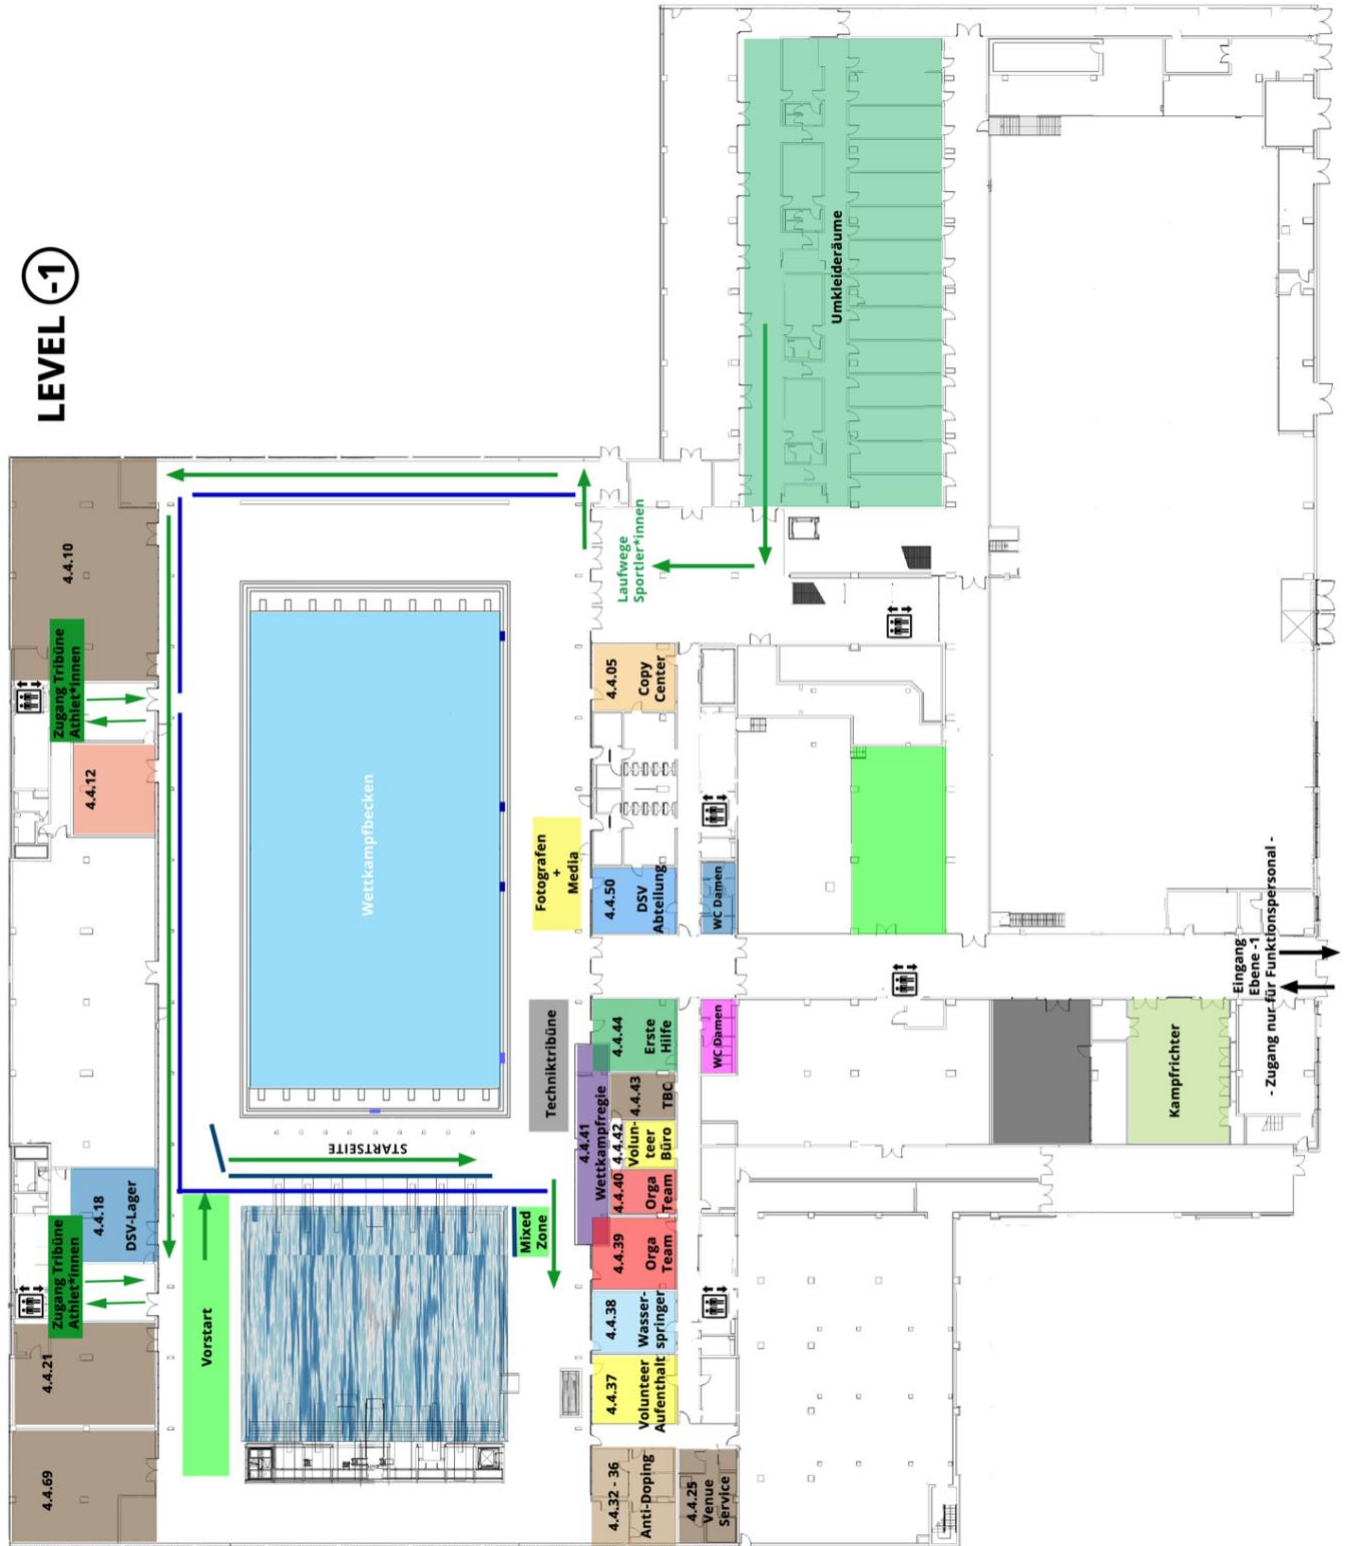 LEVEL -1
4.4.10
Zugang Tribüne
Athlet*innen
4.4.12
4.4.18
DSV-Lager
Zugang Tribüne
Athlet*innen
4.4.21
4.4.69
Vorstart
Wettkampfbecken
STARTSEITE
Mixed
Zone
Fotografen
+
Media
Techniktribüne
Laufwege
Sportler*innen
Umkleideräume
4.4.05
Copy
Center
4.4.50
DSV
Abteilung
WC Damen
4.4.44
Erste
Hilfe
WC Damen
4.4.41
Wettkampfregie
4.4.43
TBC
4.4.42
Volun-
teer
Büro
4.4.40
Orga
Team
4.4.39
Orga
Team
4.4.38
Wasser-
springer
4.4.37
Volunteer
Aufenthalt
4.4.32 - 36
Anti-Doping
4.4.25
Venue
Service
Kampfrichter
Eingang
Ebene -1
- Zugang nur für Funktionspersonal -